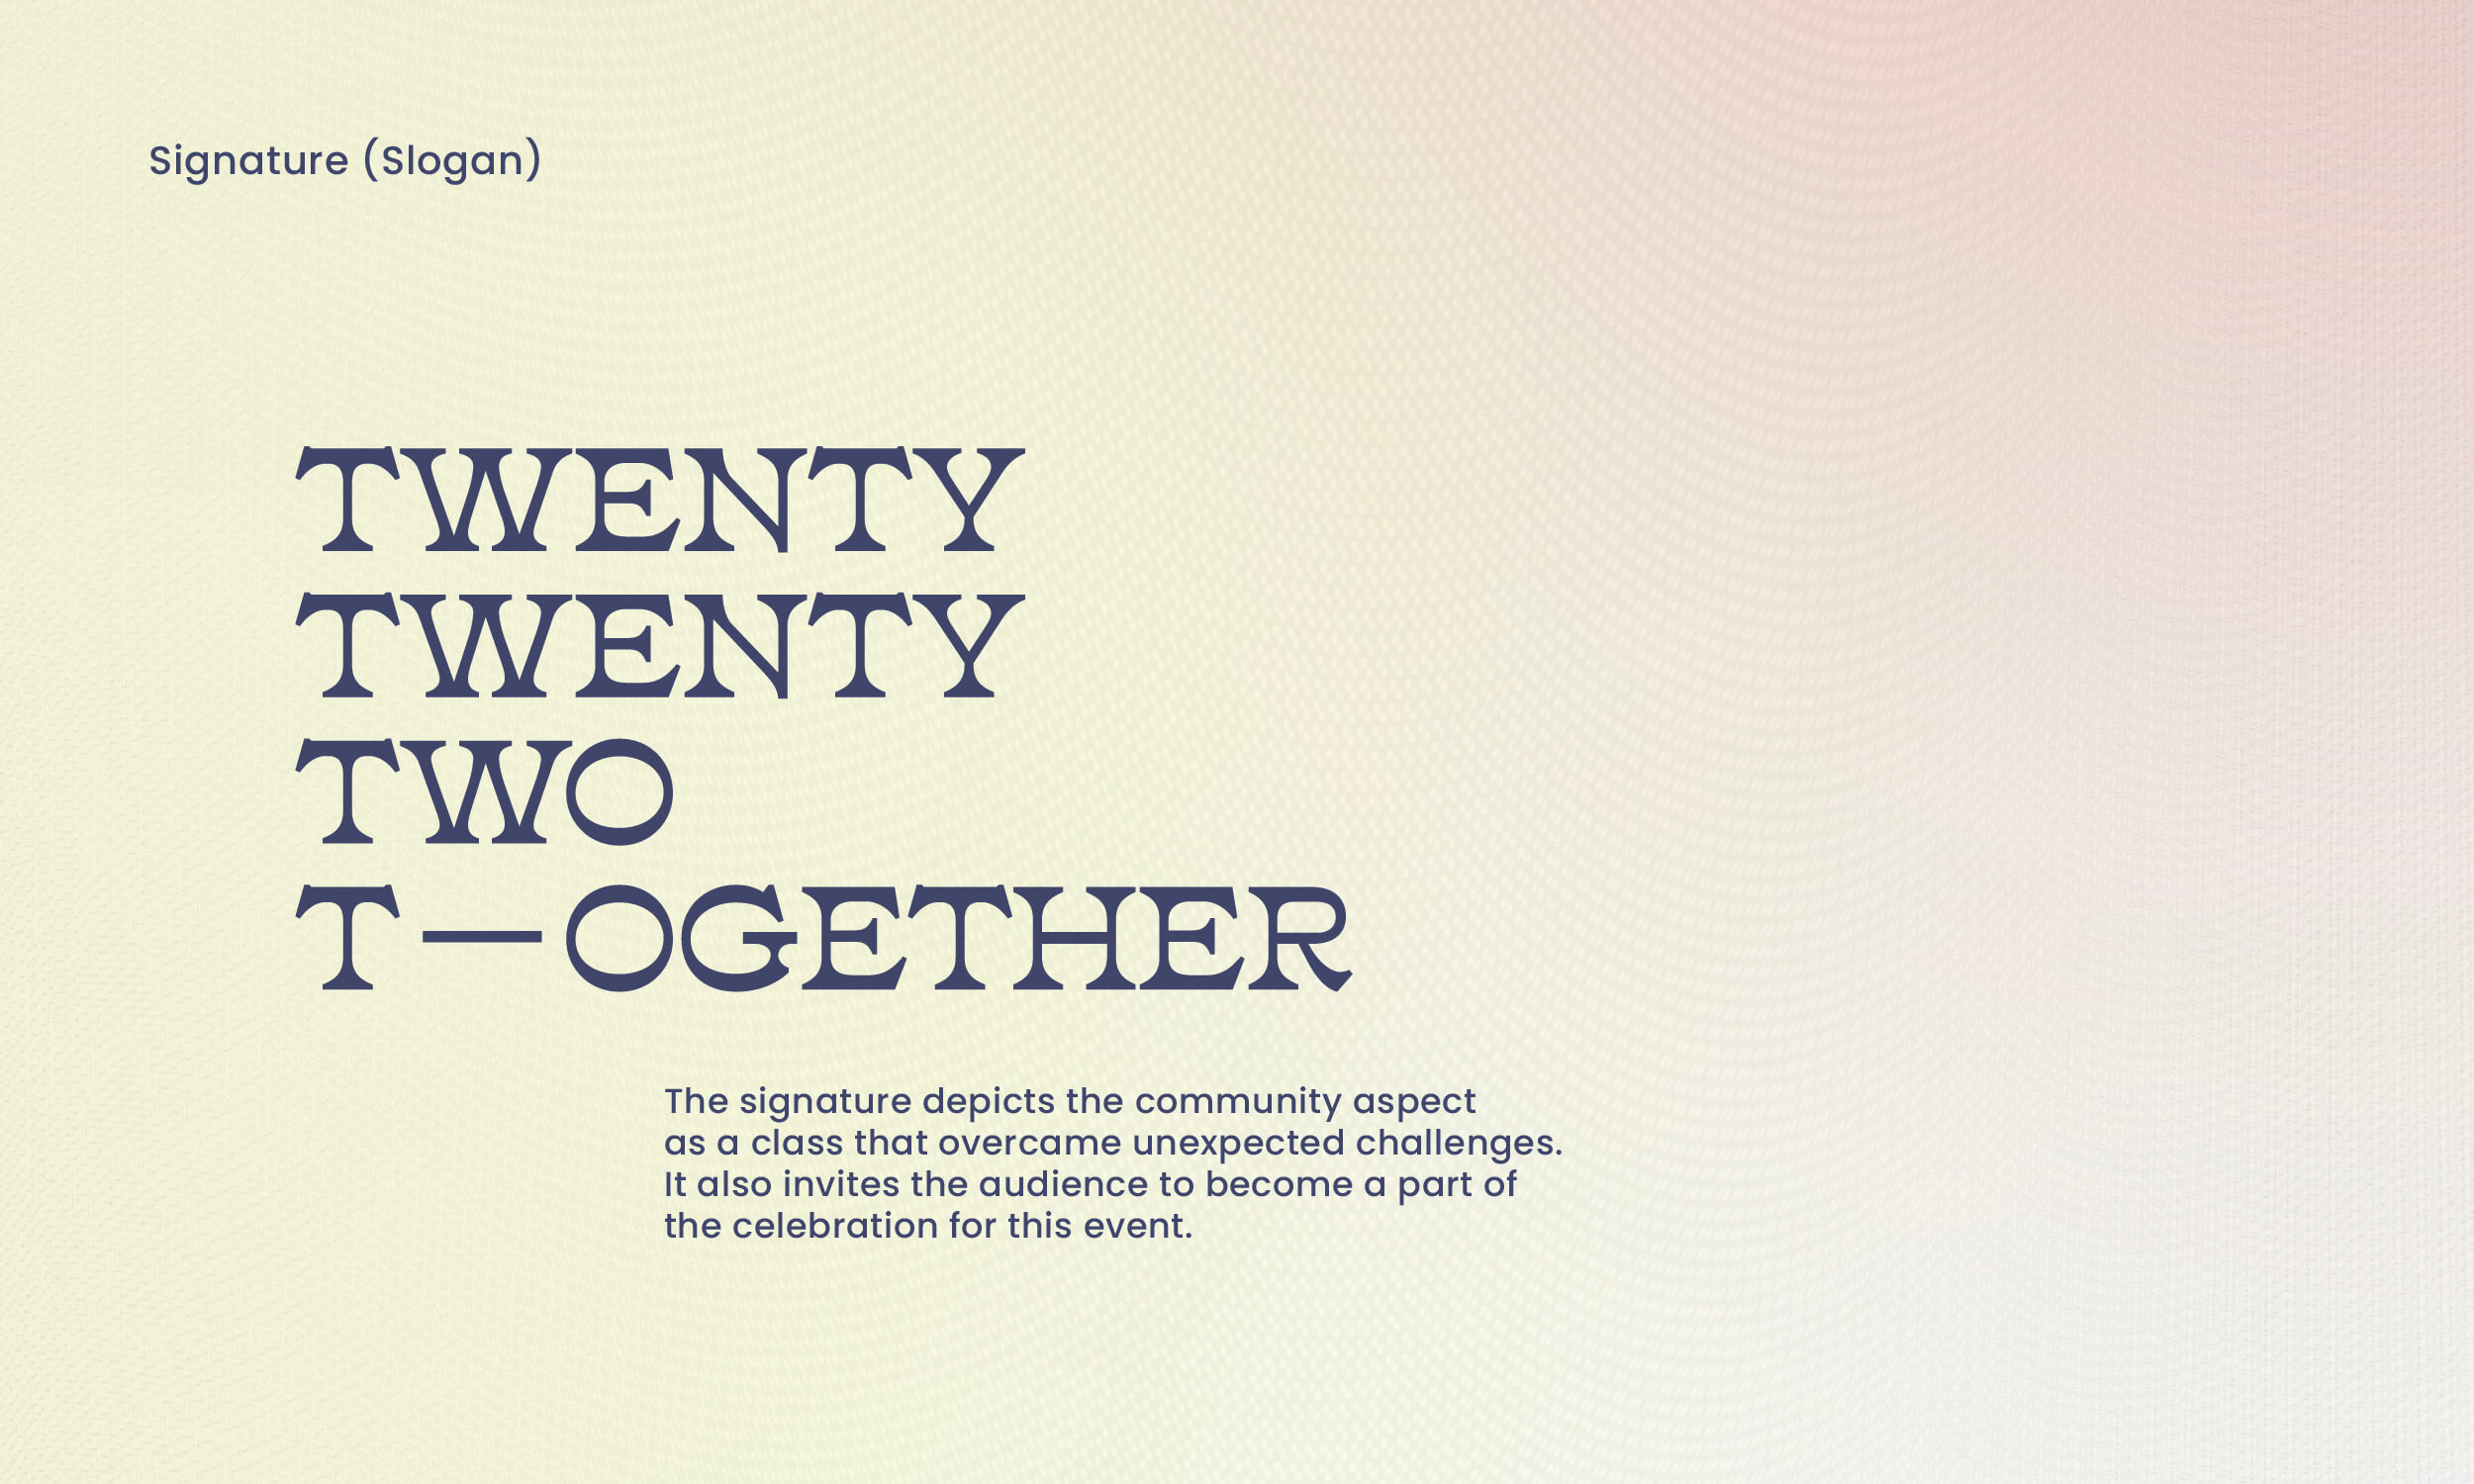 Signature (Slogan)
TWENTY
TWENTY
TWO
T—OGETHER
The signature depicts the community aspect
as a class that overcame unexpected challenges.
It also invites the audience to become a part of
the celebration for this event.